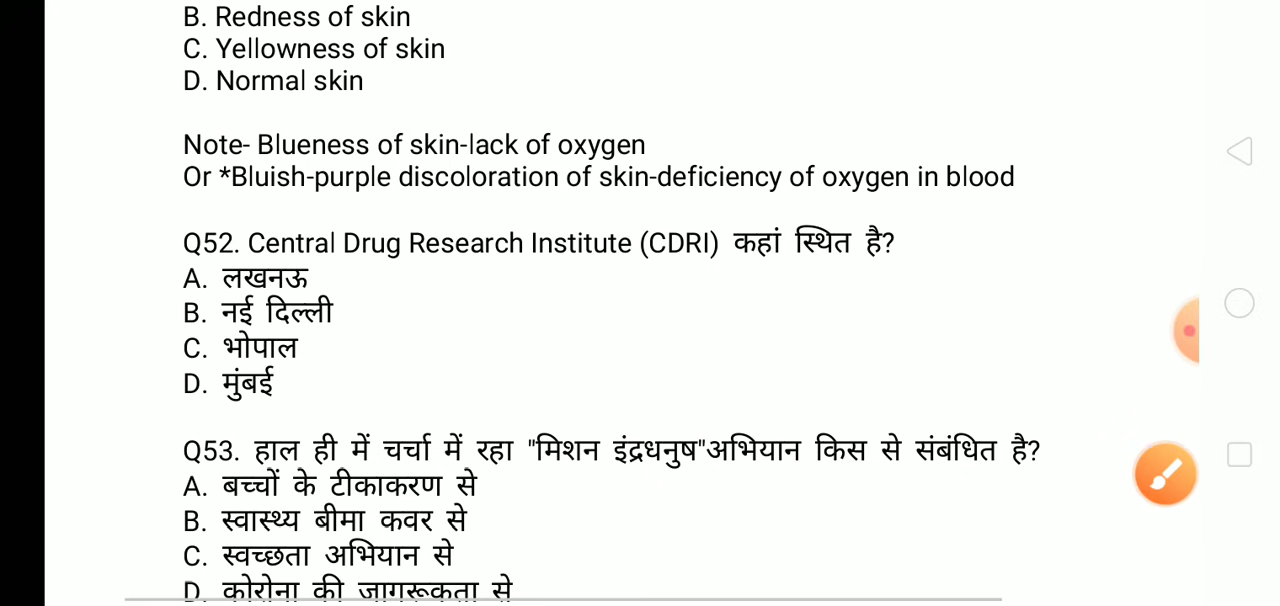 B. Redness of skin
C. Yellowness of skin
D. Normal skin
Note- Blueness of skin-lack of oxygen
Or *Bluish-purple discoloration of skin-deficiency of oxygen in blood
Q52. Central Drug Research Institute (CDRI) कहां स्थित है?
A. लखनऊ
B. नई दिल्ली
C. भोपाल
D. मुंबई
Q53. हाल ही में चर्चा में रहा "मिशन इंद्रधनुष"अभियान किस से संबंधित है?
A. बच्चों के टीकाकरण से
B. स्वास्थ्य बीमा कवर से
C. स्वच्छता अभियान से
D. कोरोना की जागरूकता से